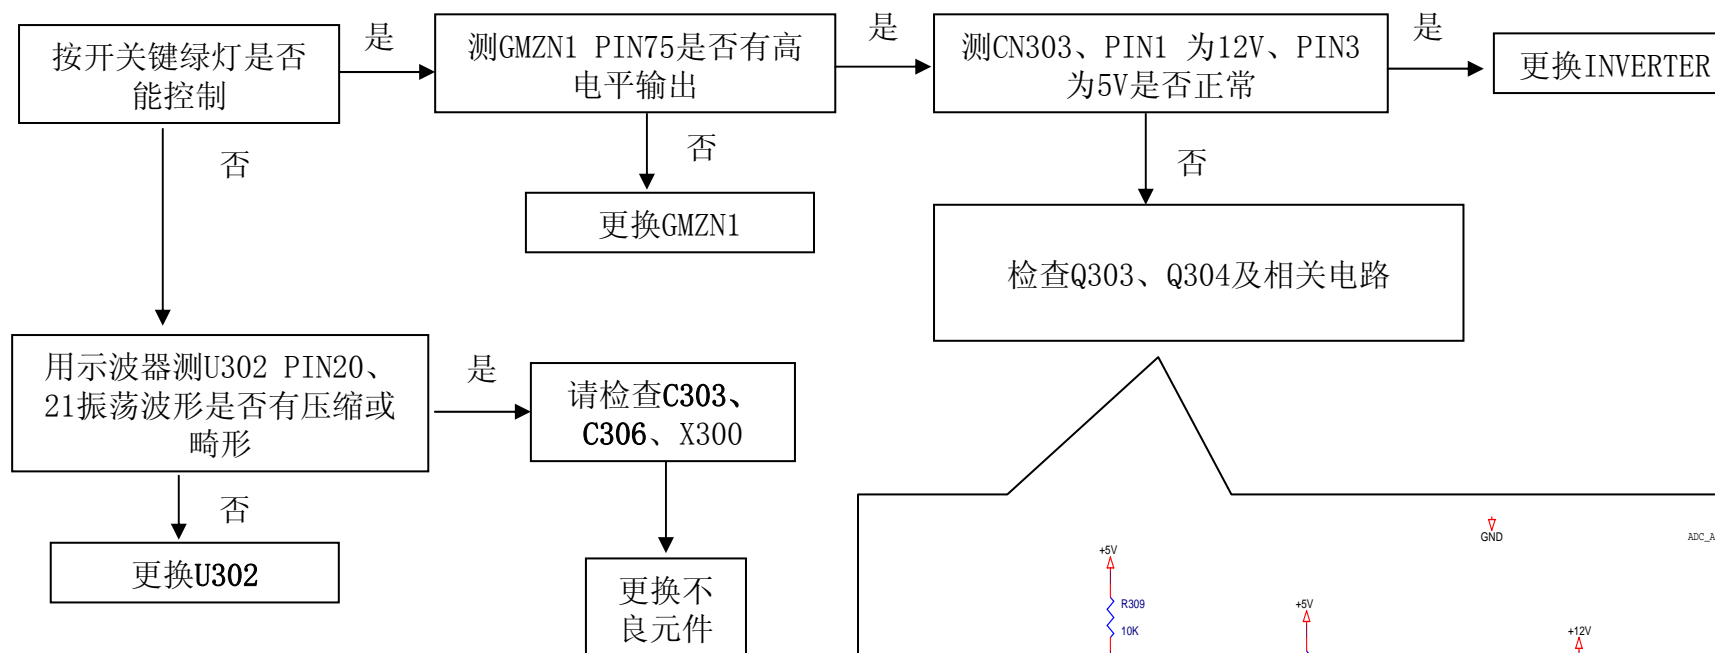 按开关键绿灯是否
能控制
是
测GMZN1 PIN75是否有高
电平输出
是
测CN303、PIN1 为12V、PIN3
为5V是否正常
是
更换INVERTER
否
否
否
更换GMZN1
检查Q303、Q304及相关电路
用示波器测U302 PIN20、
21振荡波形是否有压缩或
畸形
是
请检查C303、
C306、X300
否
更换U302
更换不
良元件
GND
ADC_A
+5V
R309
10K
+5V
+12V